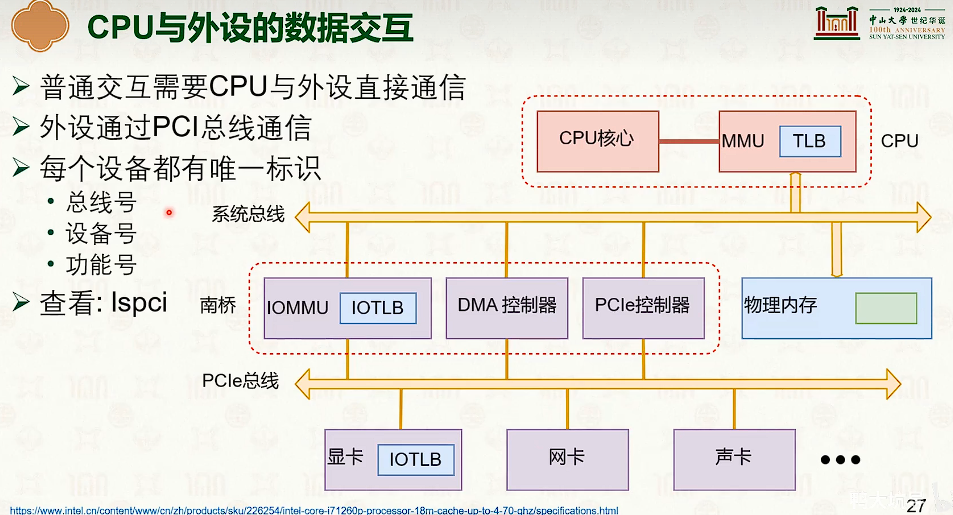 CPU与外设的数据交互
1924-2024
中山大学 世纪华诞
100th ANNIVERSARY
SUN YAT-SEN UNIVERSITY
普通交互需要CPU与外设直接通信
外设通过PCI总线通信
每个设备都有唯一标识
总线号
设备号
功能号
查看: lspci
CPU核心
MMU
TLB
CPU
系统总线
南桥
IOMMU
IOTLB
DMA 控制器
PCIe控制器
物理内存
PCIe总线
显卡
IOTLB
网卡
声卡
•••
https://www.intel.cn/content/www/cn/zh/products/sku/226254/intel-core-i71260p-processor-18m-cache-up-to-4-70-ghz/specifications.html
27